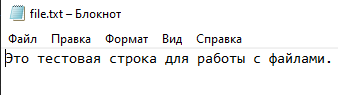 file.txt – Блокнот
Файл Правка Формат Вид Справка
Это тестовая строка для работы с файлами.